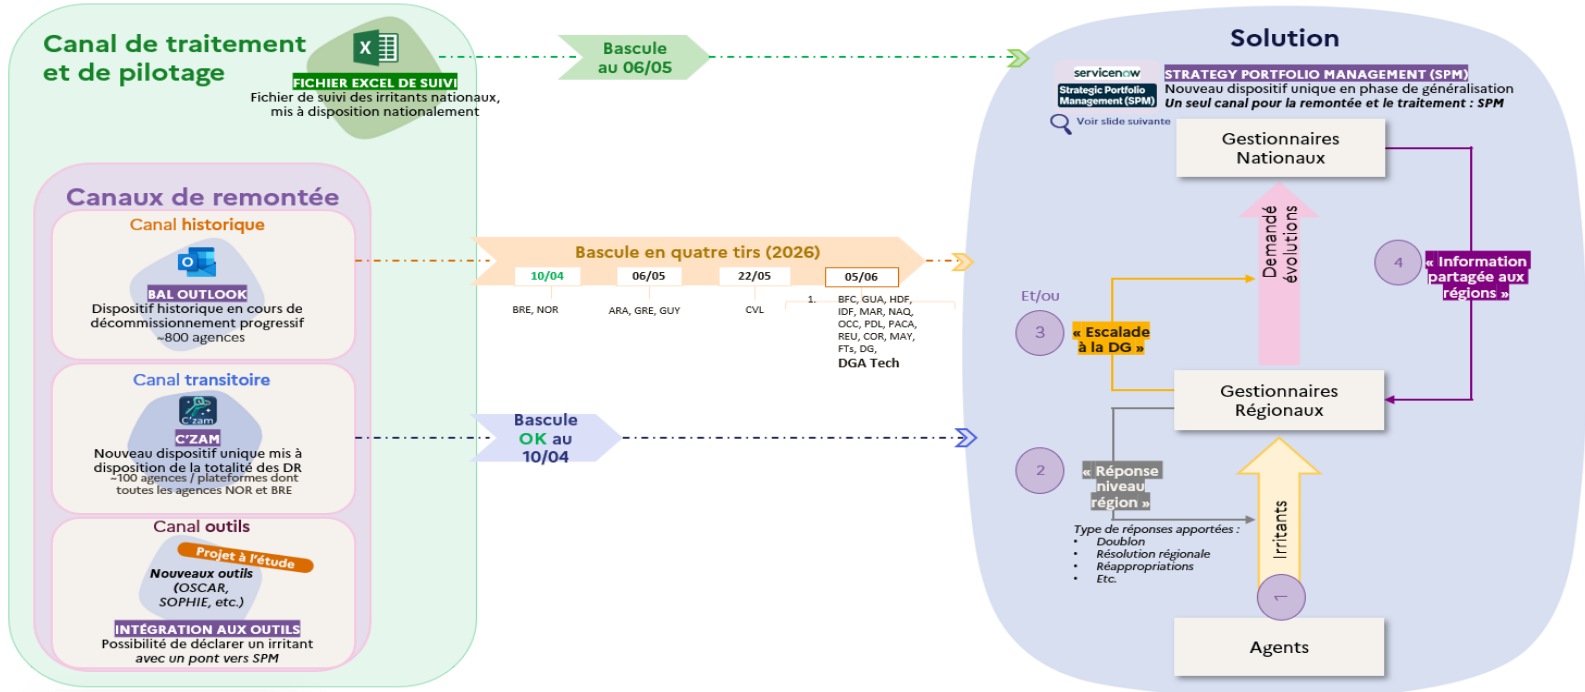 Canal de traitement
et de pilotage
FICHIER EXCEL DE SUIVI
Fichier de suivi des irritants nationaux,
mis à disposition nationalement
Bascule
au 06/05
Canaux de remontée
Canal historique
BAL OUTLOOK
Dispositif historique en cours de
décommissionnement progressif
~800 agences
Bascule en quatre tirs (2026)
10/04
06/05
22/05
05/06
BRE, NOR
ARA, GRE, GUY
CVL
1. BFC, GUA, HDF,
IDF, MAR, NAQ,
OCC, PDL, PACA,
REU, COR, MAY,
FTs, DG,
DGA Tech
Canal transitoire
C'zam
C'ZAM
Nouveau dispositif unique mis à
disposition de la totalité des DR
~100 agences / plateformes dont
toutes les agences NOR et BRE
Bascule
OK au
10/04
Canal outils
Projet à l'étude
Nouveaux outils
(OSCAR,
SOPHIE, etc.)
INTÉGRATION AUX OUTILS
Possibilité de déclarer un irritant
avec un pont vers SPM
Solution
servicenow
Strategic Portfolio
Management (SPM)
STRATEGY PORTFOLIO MANAGEMENT (SPM)
Nouveau dispositif unique en phase de généralisation
Un seul canal pour la remontée et le traitement : SPM
Voir slide suivante
Gestionnaires
Nationaux
Demandé
évolutions
4
« Information
partagée aux
régions »
Et/ou
3
« Escalade
à la DG »
Gestionnaires
Régionaux
2
« Réponse
niveau
région »
Type de réponses apportées :
• Doublon
• Résolution régionale
• Réappropriations
• Etc.
Irritants
1
Agents